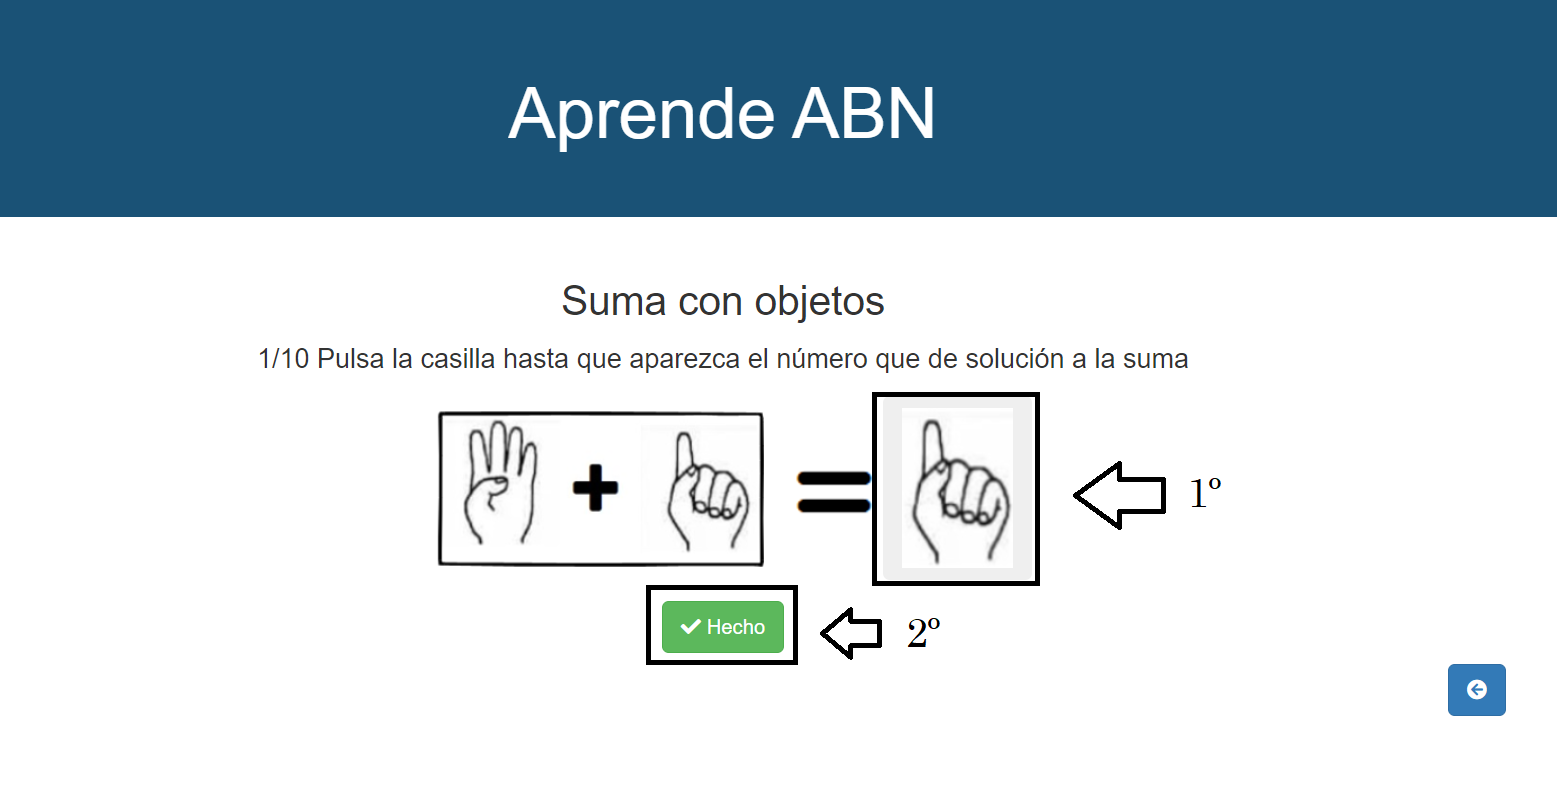 Aprende ABN
Suma con objetos
1/10 Pulsa la casilla hasta que aparezca el número que de solución a la suma
1º
Hecho
2º